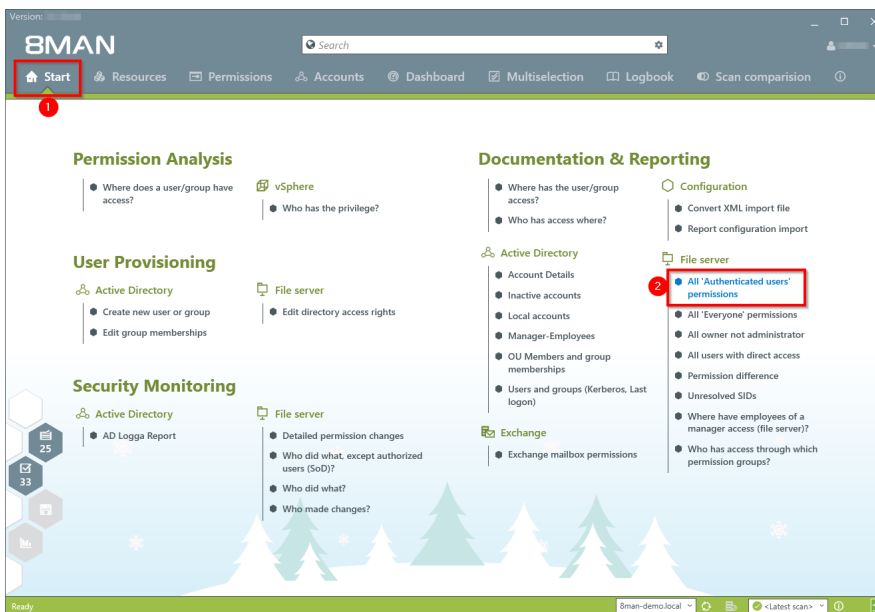 Version:
8MAN
Search
Start Resources Permissions Accounts Dashboard Multiselection Logbook Scan comparision
1
Permission Analysis
Where does a user/group have
access?
vSphere
Who has the privilege?
User Provisioning
Active Directory
Create new user or group
Edit group memberships
File server
Edit directory access rights
Security Monitoring
Active Directory
AD Logga Report
File server
Detailed permission changes
Who did what, except authorized
users (SoD)?
Who did what?
Who made changes?
Documentation & Reporting
Where has the user/group
access?
Who has access where?
Active Directory
Account Details
Inactive accounts
Local accounts
Manager-Employees
OU Members and group
memberships
Users and groups (Kerberos, Last
logon)
Exchange
Exchange mailbox permissions
Configuration
Convert XML import file
Report configuration import
File server
2
All 'Authenticated users'
permissions
All 'Everyone' permissions
All owner not administrator
All users with direct access
Permission difference
Unresolved SIDs
Where have employees of a
manager access (file server)?
Who has access through which
permission groups?
25
33
Ready
8man-demo.local
<Latest scan>